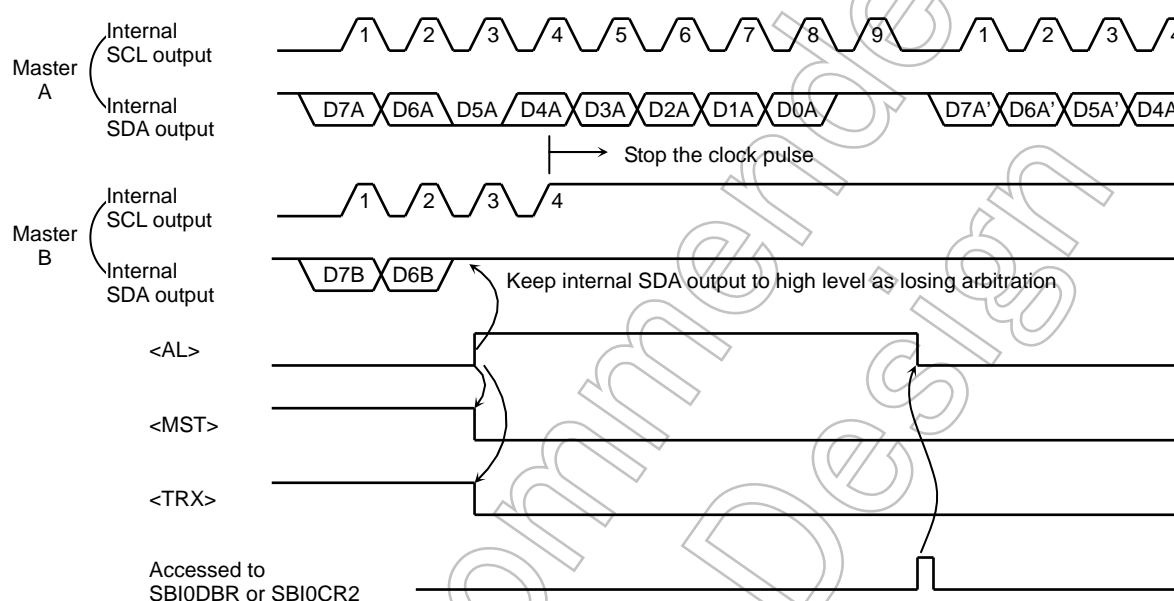 Master
A
Internal
SCL output
1 2 3 4 5 6 7 8 9 1 2 3 4
Internal
SDA output
D7A D6A D5A D4A D3A D2A D1A D0A D7A' D6A' D5A' D4A
Stop the clock pulse
Master
B
Internal
SCL output
1 2 3 4
Internal
SDA output
D7B D6B
Keep internal SDA output to high level as losing arbitration
<AL>
<MST>
<TRX>
Accessed to
SBI0DBR or SBI0CR2
ommende
Design